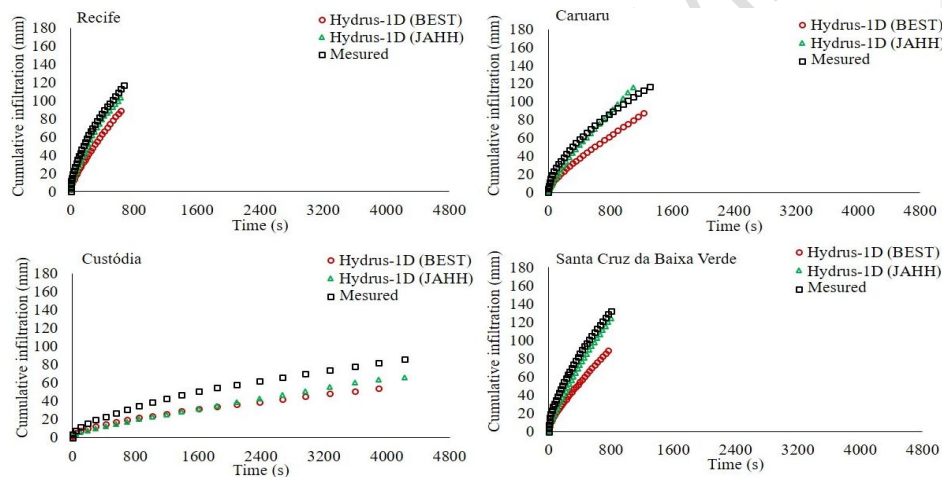 Recife
Hydrus-1D (BEST)
Hydrus-1D (JAHH)
Mesured
Cumulative infiltration (mm)
180
160
140
120
100
80
60
40
20
0
0 800 1600 2400 3200 4000 4800
Time (s)
Caruaru
Hydrus-1D (BEST)
Hydrus-1D (JAHH)
Mesured
Cumulative infiltration (mm)
180
160
140
120
100
80
60
40
20
0
0 800 1600 2400 3200 4000 4800
Time (s)
Custódia
Hydrus-1D (BEST)
Hydrus-1D (JAHH)
Mesured
Cumulative infiltration (mm)
180
160
140
120
100
80
60
40
20
0
0 600 1200 1800 2400 3000 3600 4200 4800
Time (s)
Santa Cruz da Baixa Verde
Hydrus-1D (BEST)
Hydrus-1D (JAHH)
Mesured
Cumulative infiltration (mm)
180
160
140
120
100
80
60
40
20
0
0 800 1600 2400 3200 4000 4800
Time (s)